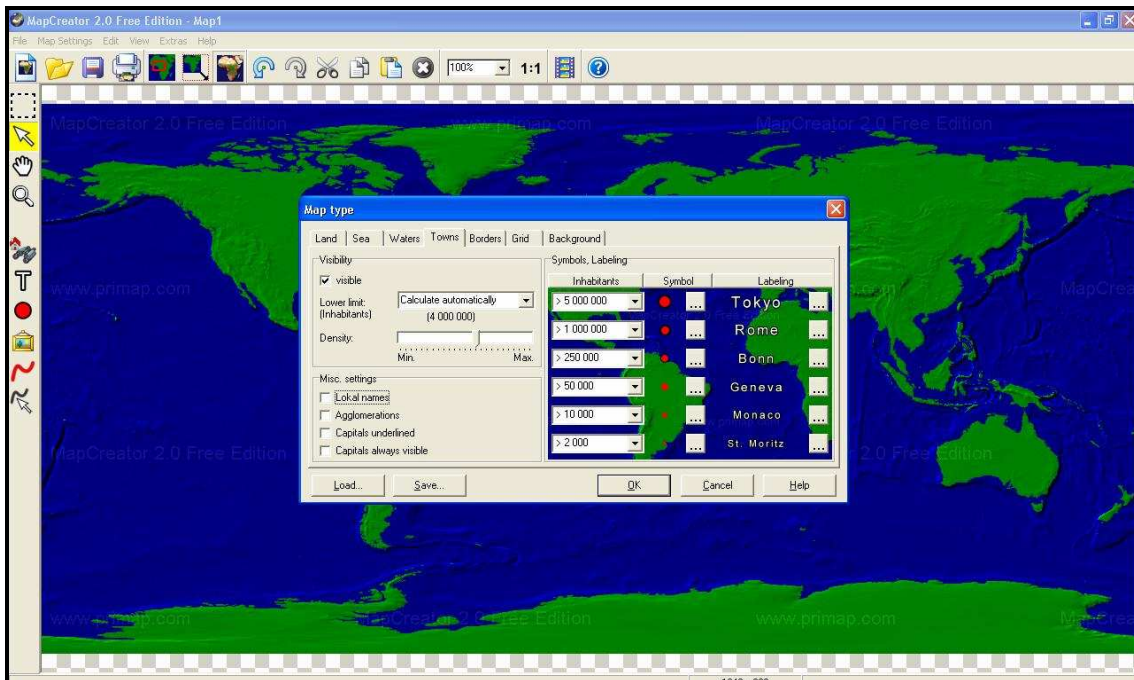 MapCreator 2.0 Free Edition - Map1
File Map Settings Edit View Extras Help
100% 1:1
MapCreator 2.0 Free Edition www.primap.com MapCreator 2.0 Free Edition
Map type
Land Sea Waters Towns Borders Grid Background
Visibility
visible
Lower limit: Calculate automatically
(Inhabitants) (4 000 000)
Density:
Min. Max.
Misc. settings
Lokal names
Agglomerations
Capitals underlined
Capitals always visible
Symbols, Labeling
Inhabitants Symbol Labeling
> 5 000 000 ... Tokyo ...
> 1 000 000 ... Rome ...
> 250 000 ... Bonn ...
> 50 000 ... Geneva ...
> 10 000 ... Monaco ...
> 2 000 ... St. Moritz ...
Load... Save... OK Cancel Help
www.primap.com MapCrea
MapCreator 2.0 Free Edition 2.0 Free Edition
www.primap.com MapCreator 2.0 Free Edition www.primap.com MapCrea